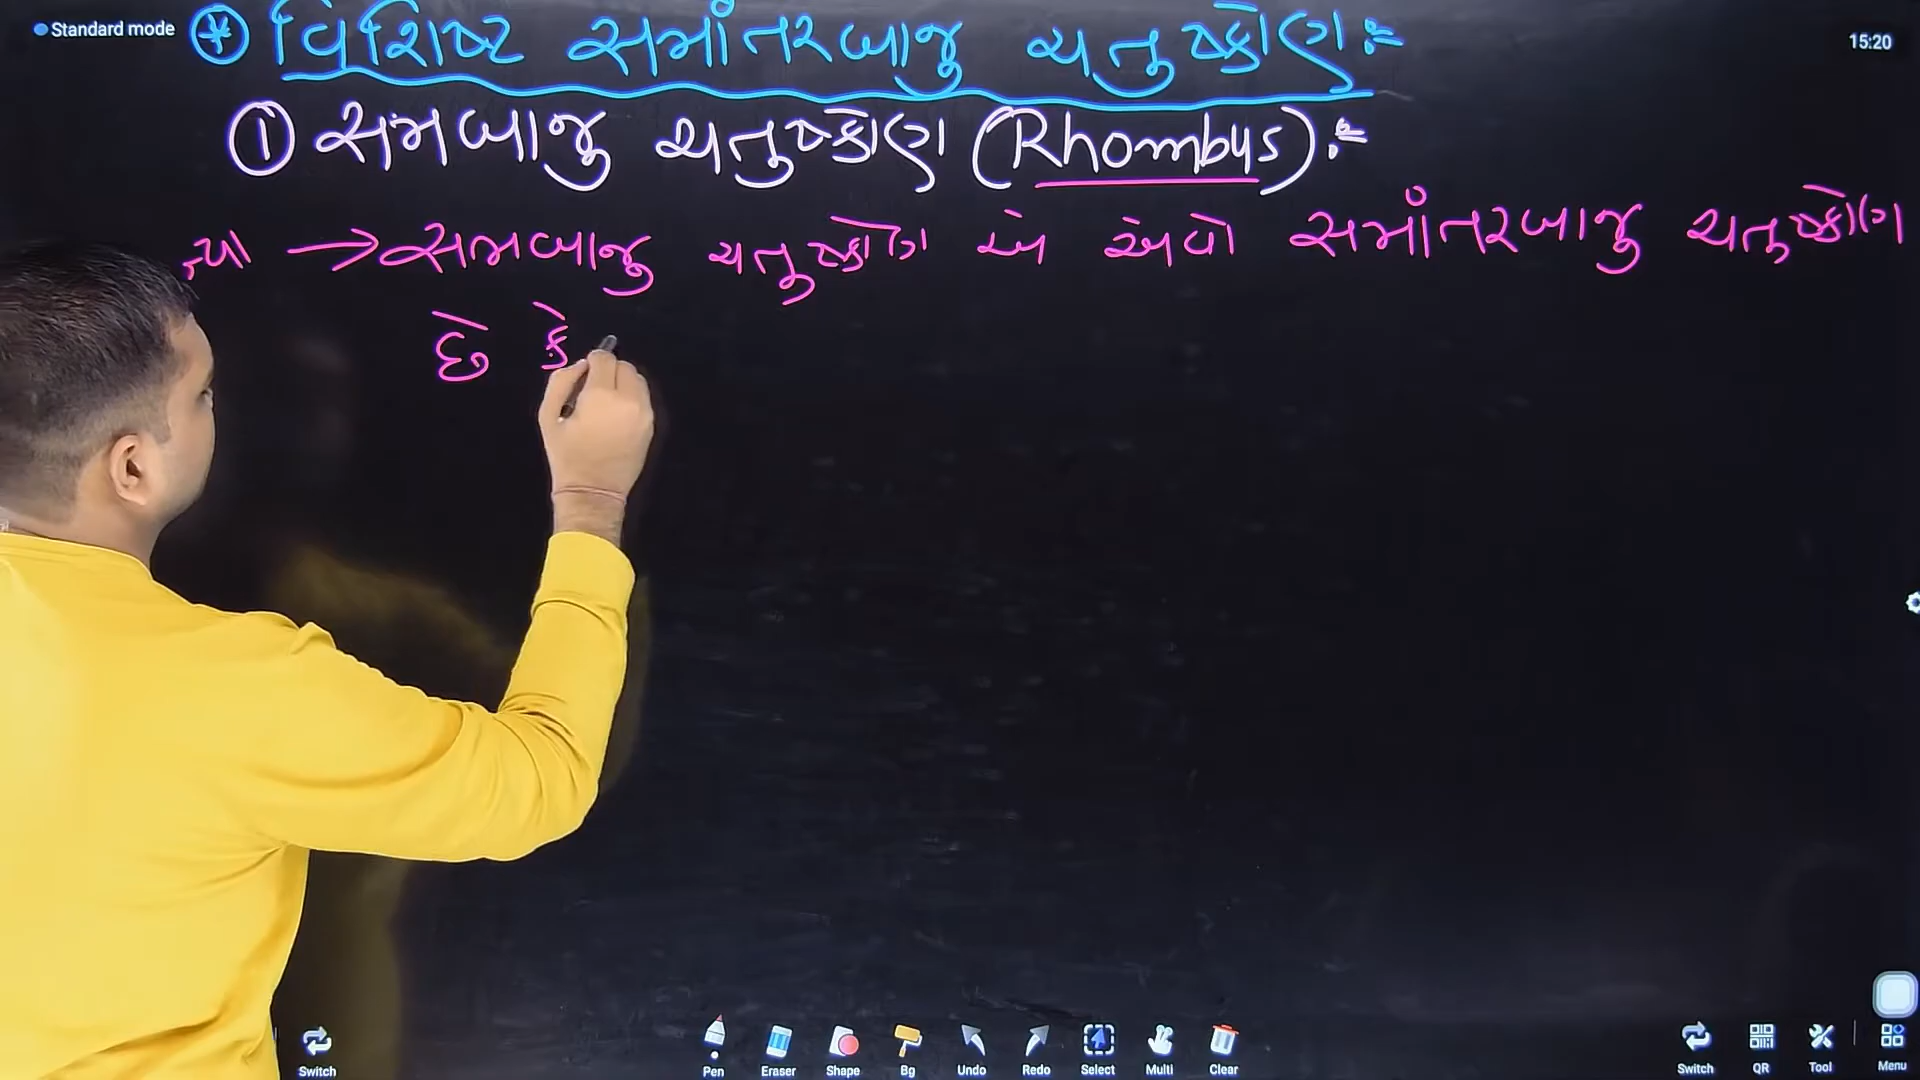 Standard mode
15:20
* વિશિષ્ટ સમાંતરબાજુ ચતુષ્કોણ :-
① સમબાજુ ચતુષ્કોણ (Rhombus) :-
→ સમબાજુ ચતુષ્કોણ એ એવો સમાંતરબાજુ ચતુષ્કોણ
છે કે
Switch Pen Eraser Shape Bg Undo Redo Select Multi Clear Switch QR Tool Menu